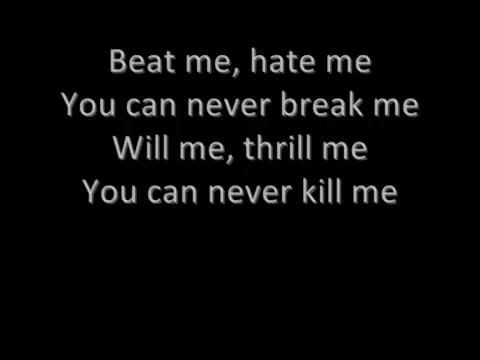 Beat me, hate me
You can never break me
Will me, thrill me
You can never kill me